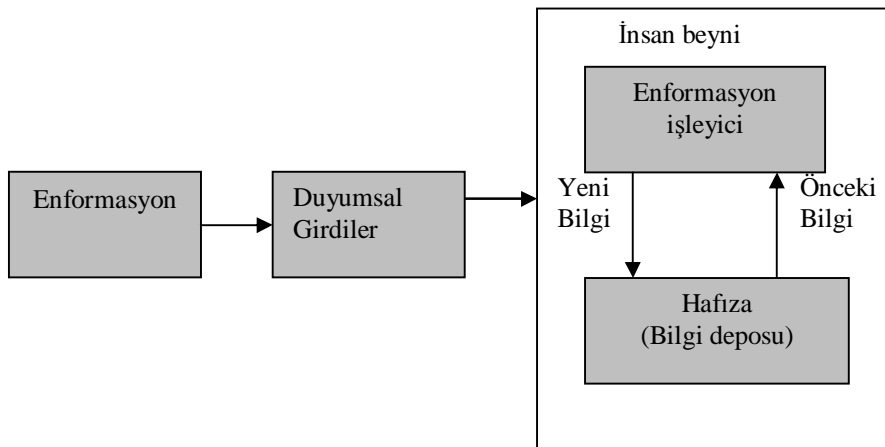 İnsan beyni
Enformasyon
işleyici
Enformasyon
Duyumsal
Girdiler
Yeni
Bilgi
Önceki
Bilgi
Hafıza
(Bilgi deposu)